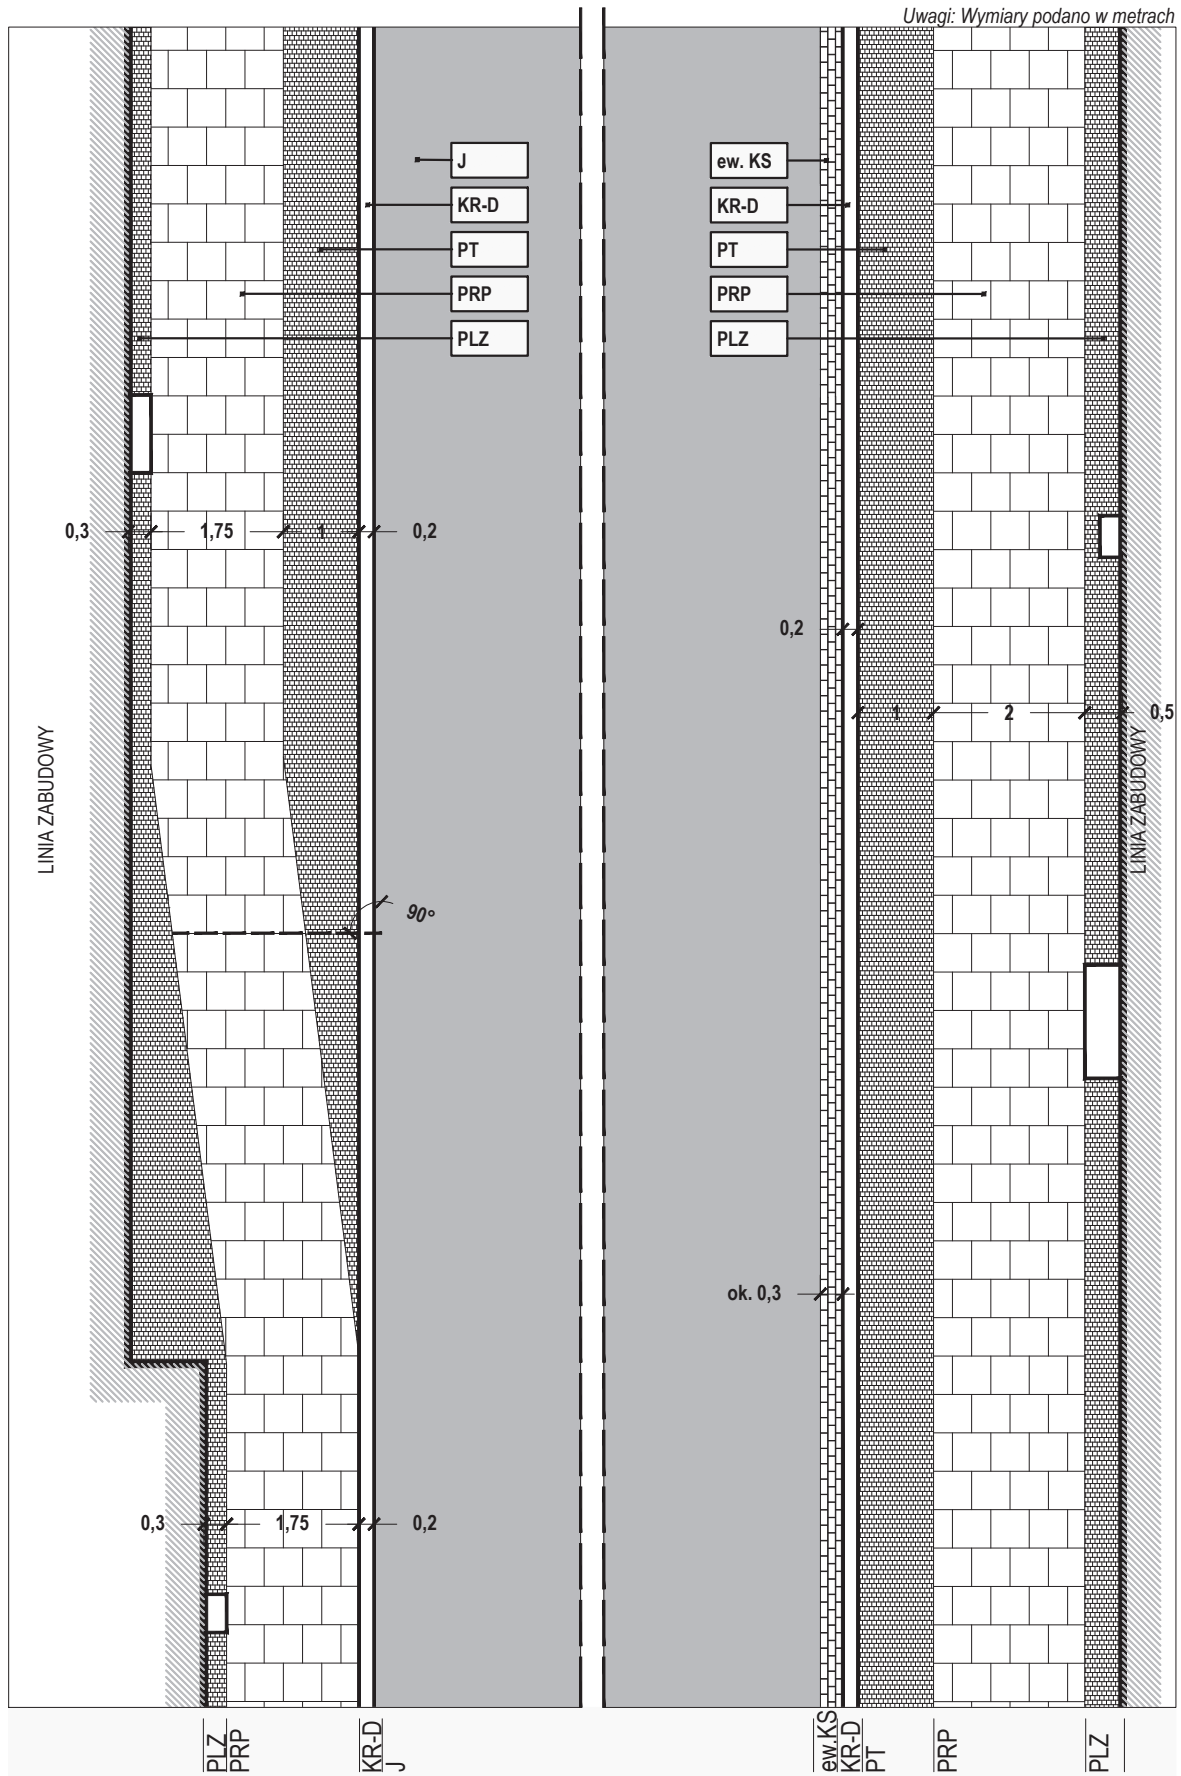 Uwagi: Wymiary podano w metrach
J
KR-D
PT
PRP
PLZ
ew. KS
KR-D
PT
PRP
PLZ
0,3
1,75
1
0,2
0,2
1
2
0,5
LINIA ZABUDOWY
LINIA ZABUDOWY
90°
ok. 0,3
0,3
1,75
0,2
PLZ
PRP
KR-D
J
ew.KS
KR-D
PT
PRP
PLZ